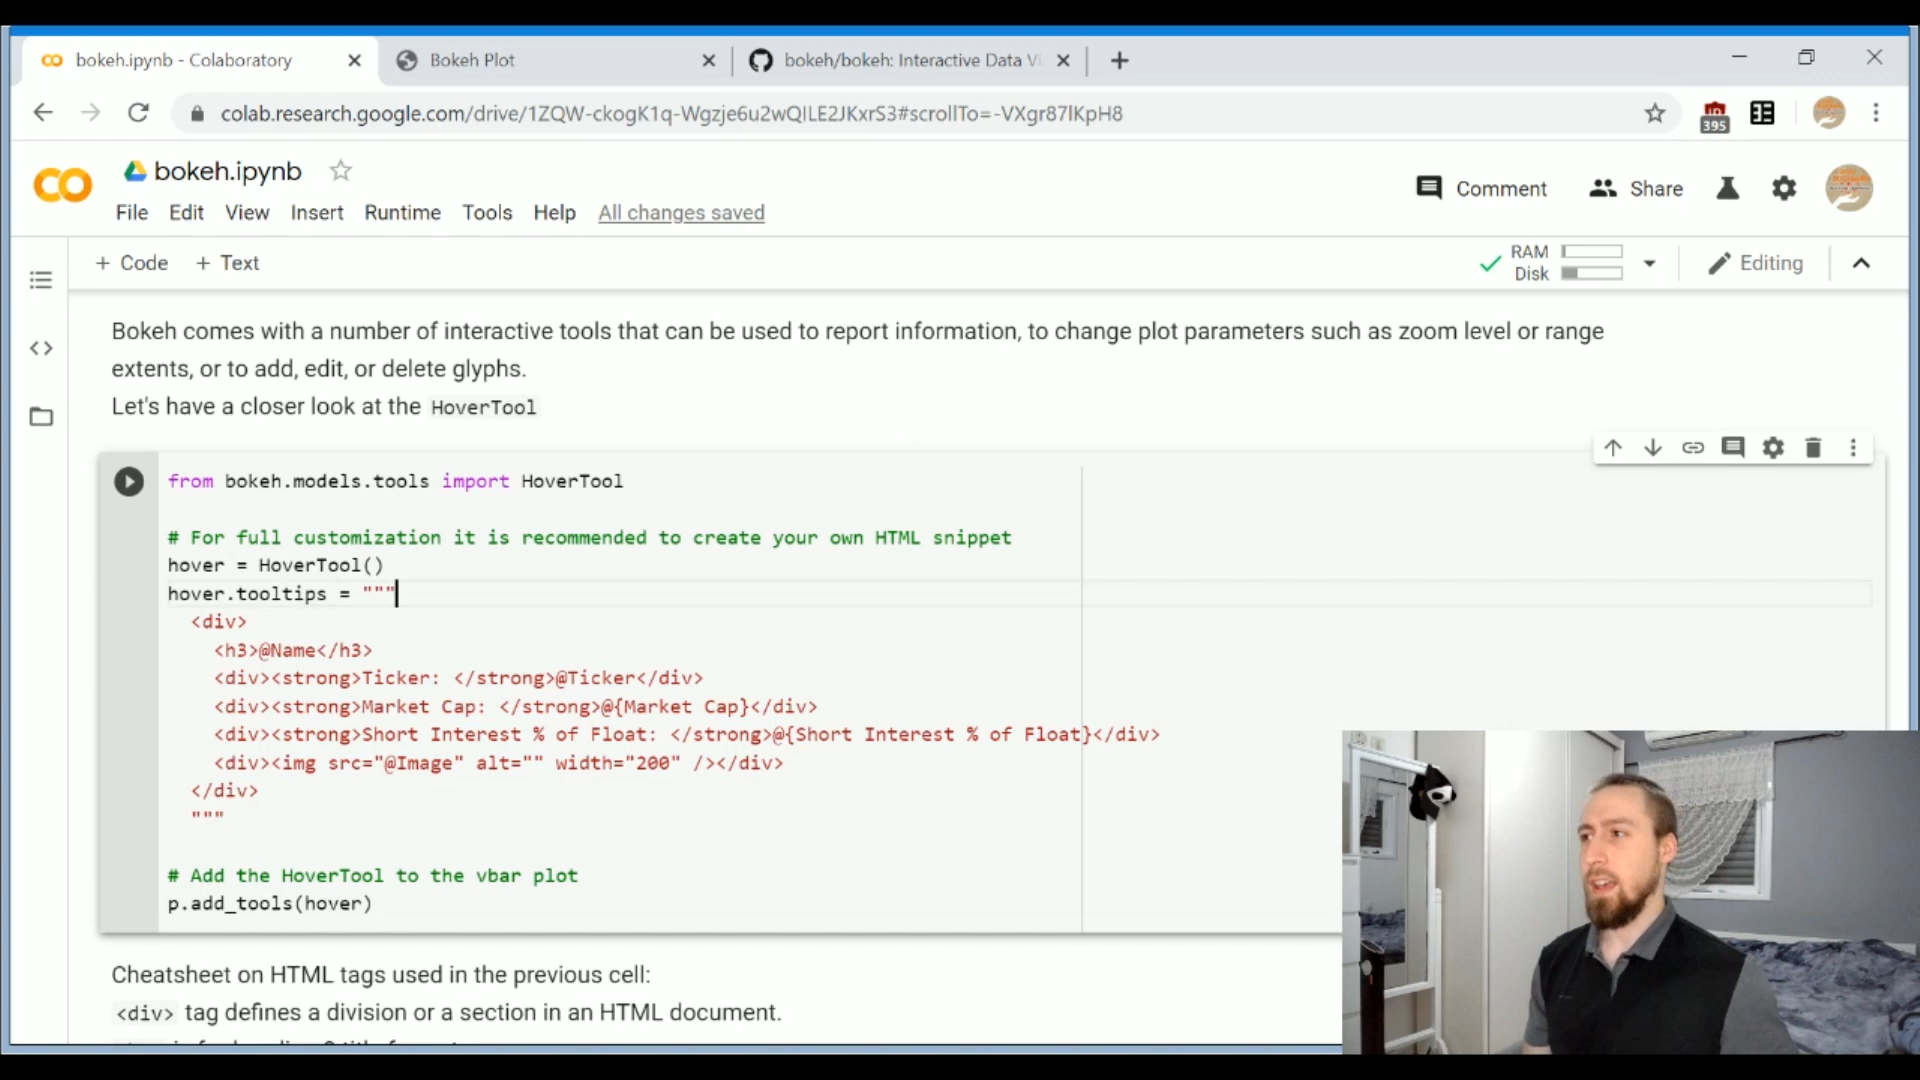 bokeh.ipynb - Colaboratory
Bokeh Plot
bokeh/bokeh: Interactive Data Vi
colab.research.google.com/drive/1ZQW-ckogK1q-Wgzje6u2wQILE2JKxrS3#scrollTo=-VXgr87lKpH8
395
bokeh.ipynb
Comment
Share
File Edit View Insert Runtime Tools Help All changes saved
+ Code + Text
RAM
Disk
Editing
Bokeh comes with a number of interactive tools that can be used to report information, to change plot parameters such as zoom level or range
extents, or to add, edit, or delete glyphs.
Let's have a closer look at the HoverTool
from bokeh.models.tools import HoverTool
# For full customization it is recommended to create your own HTML snippet
hover = HoverTool()
hover.tooltips = """
<div>
<h3>@Name</h3>
<div><strong>Ticker: </strong>@Ticker</div>
<div><strong>Market Cap: </strong>@{Market Cap}</div>
<div><strong>Short Interest % of Float: </strong>@{Short Interest % of Float}</div>
<div><img src="@Image" alt="" width="200" /></div>
</div>
"""
# Add the HoverTool to the vbar plot
p.add_tools(hover)
Cheatsheet on HTML tags used in the previous cell:
<div> tag defines a division or a section in an HTML document.